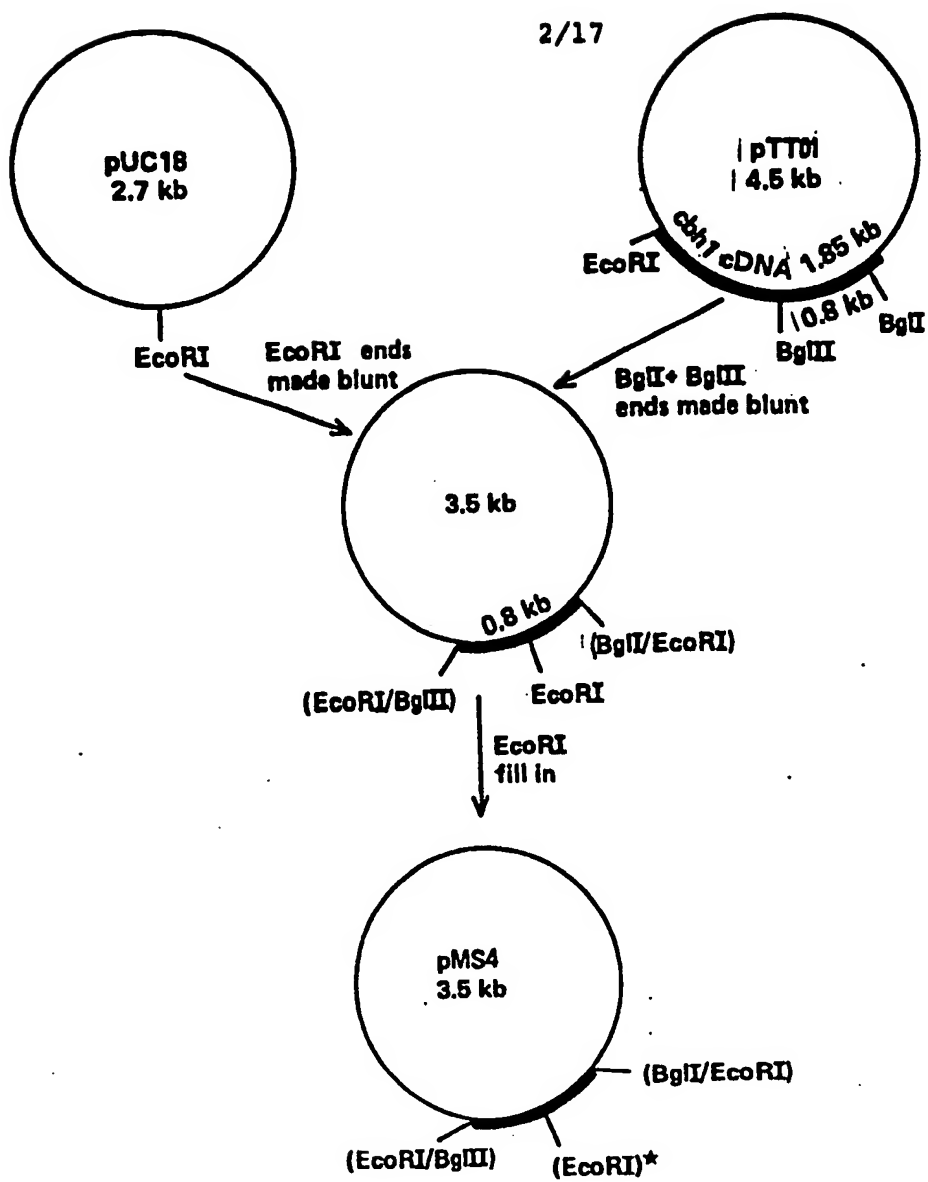 2/17
pUC18
2.7 kb
pTT01
4.5 kb
cbh1 cDNA 1.85 kb
EcoRI
0.8 kb
BglI
BglII
EcoRI
EcoRI ends
made blunt
BglI+ BglII
ends made blunt
3.5 kb
0.8 kb
(BglI/EcoRI)
EcoRI
(EcoRI/BglII)
EcoRI
fill in
pMS4
3.5 kb
(BglI/EcoRI)
(EcoRI/BglII)
(EcoRI)★